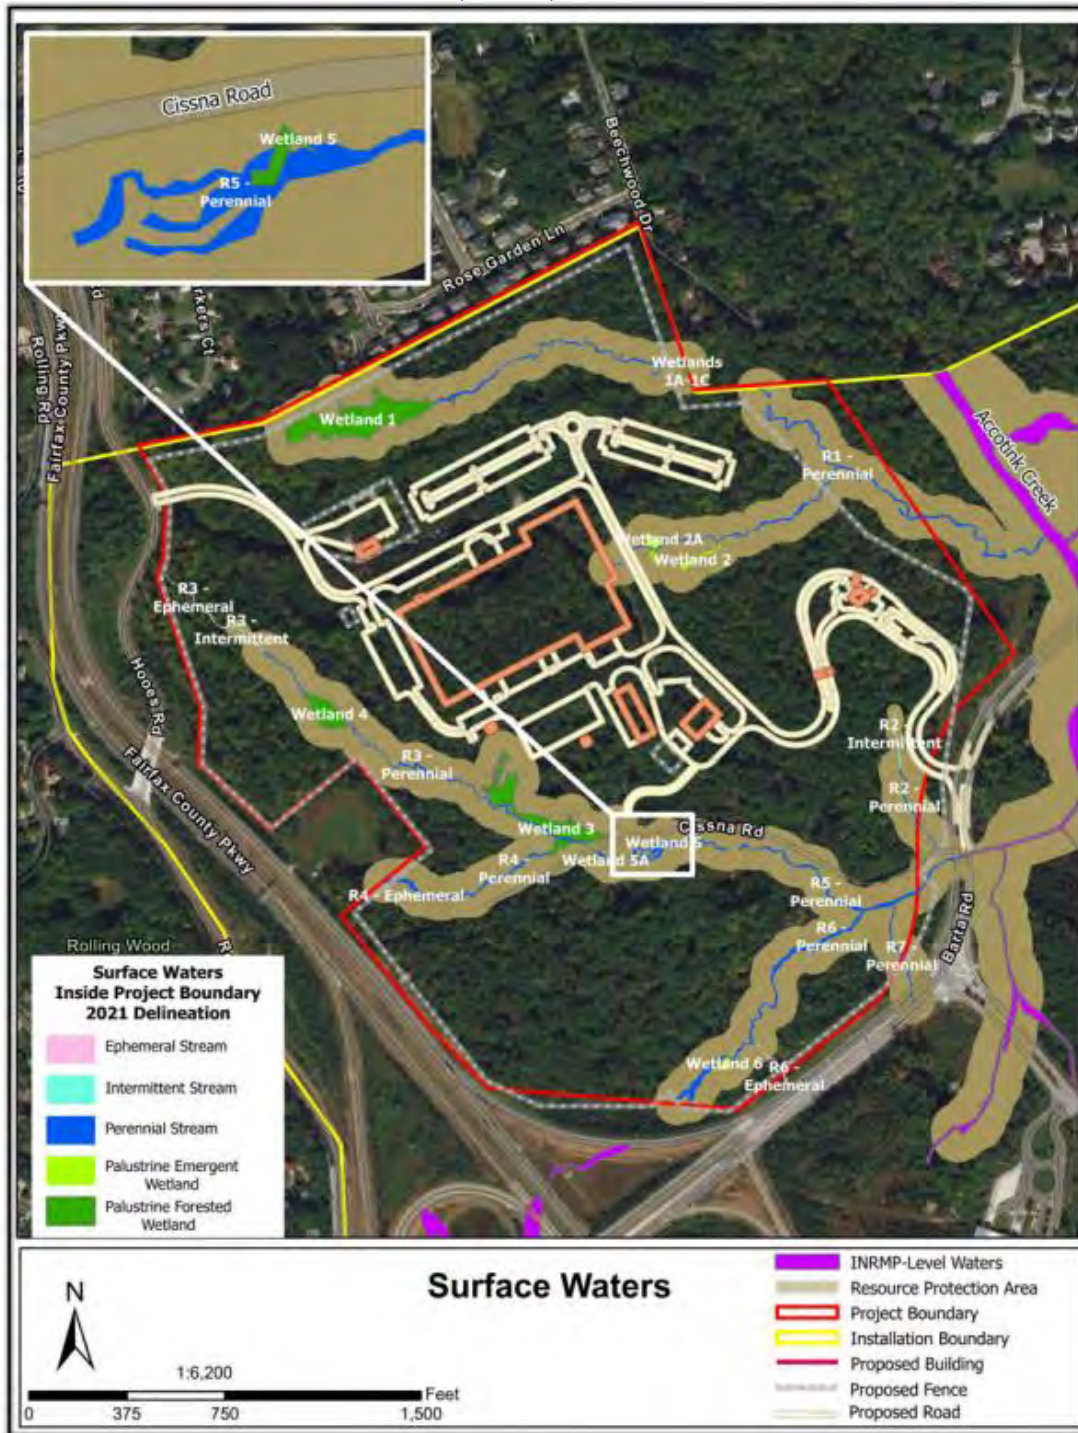 Cissna Road
Wetland 5
R5 -
Perennial
Beechwood Dr
Rose Garden Ln
rkers Ct
Rolling Rd
Fairfax County Pkwy
Wetlands
1A-1C
Wetland 1
Accotink Creek
R1 -
Perennial
Wetland 2A
Wetland 2
R3 -
Ephemeral
R3 -
Intermittent
Hooes Rd
Wetland 4
R2 -
Intermittent
R3 -
Perennial
R2 -
Perennial
Fairfax County Pkwy
Wetland 3
Wetland 5
Cissna Rd
Wetland 5A
R4 -
Perennial
R4 - Ephemeral
R5 -
Perennial
R6 -
Perennial
R7 -
Perennial
Barta Rd
Rolling Wood
Wetland 6
R6 -
Ephemeral
Surface Waters
Inside Project Boundary
2021 Delineation
Ephemeral Stream
Intermittent Stream
Perennial Stream
Palustrine Emergent
Wetland
Palustrine Forested
Wetland
Surface Waters
N
1:6,200
Feet
0 375 750 1,500
INRMP-Level Waters
Resource Protection Area
Project Boundary
Installation Boundary
Proposed Building
Proposed Fence
Proposed Road